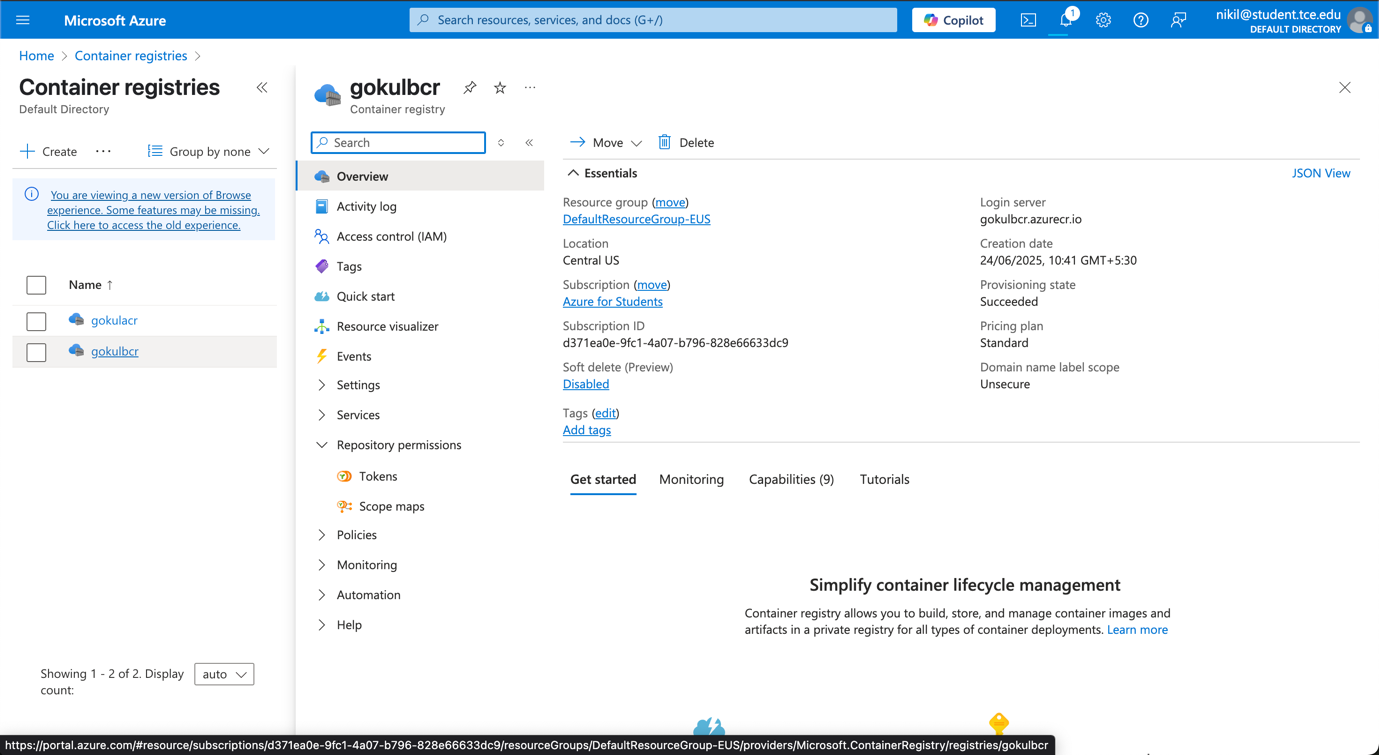 Microsoft Azure
Search resources, services, and docs (G+/)
Copilot
1
nikil@student.tce.edu
DEFAULT DIRECTORY
Home > Container registries >
Container registries
Default Directory
Create
Group by none
You are viewing a new version of Browse
experience. Some features may be missing.
Click here to access the old experience.
Name ↑
gokulacr
gokulbcr
Showing 1 - 2 of 2. Display
count:
auto
gokulbcr
Container registry
Search
Overview
Activity log
Access control (IAM)
Tags
Quick start
Resource visualizer
Events
Settings
Services
Repository permissions
Tokens
Scope maps
Policies
Monitoring
Automation
Help
Move
Delete
Essentials
JSON View
Resource group (move)
DefaultResourceGroup-EUS
Location
Central US
Subscription (move)
Azure for Students
Subscription ID
d371ea0e-9fc1-4a07-b796-828e66633dc9
Soft delete (Preview)
Disabled
Tags (edit)
Add tags
Login server
gokulbcr.azurecr.io
Creation date
24/06/2025, 10:41 GMT+5:30
Provisioning state
Succeeded
Pricing plan
Standard
Domain name label scope
Unsecure
Get started
Monitoring
Capabilities (9)
Tutorials
Simplify container lifecycle management
Container registry allows you to build, store, and manage container images and
artifacts in a private registry for all types of container deployments. Learn more
https://portal.azure.com/#resource/subscriptions/d371ea0e-9fc1-4a07-b796-828e66633dc9/resourceGroups/DefaultResourceGroup-EUS/providers/Microsoft.ContainerRegistry/registries/gokulbcr